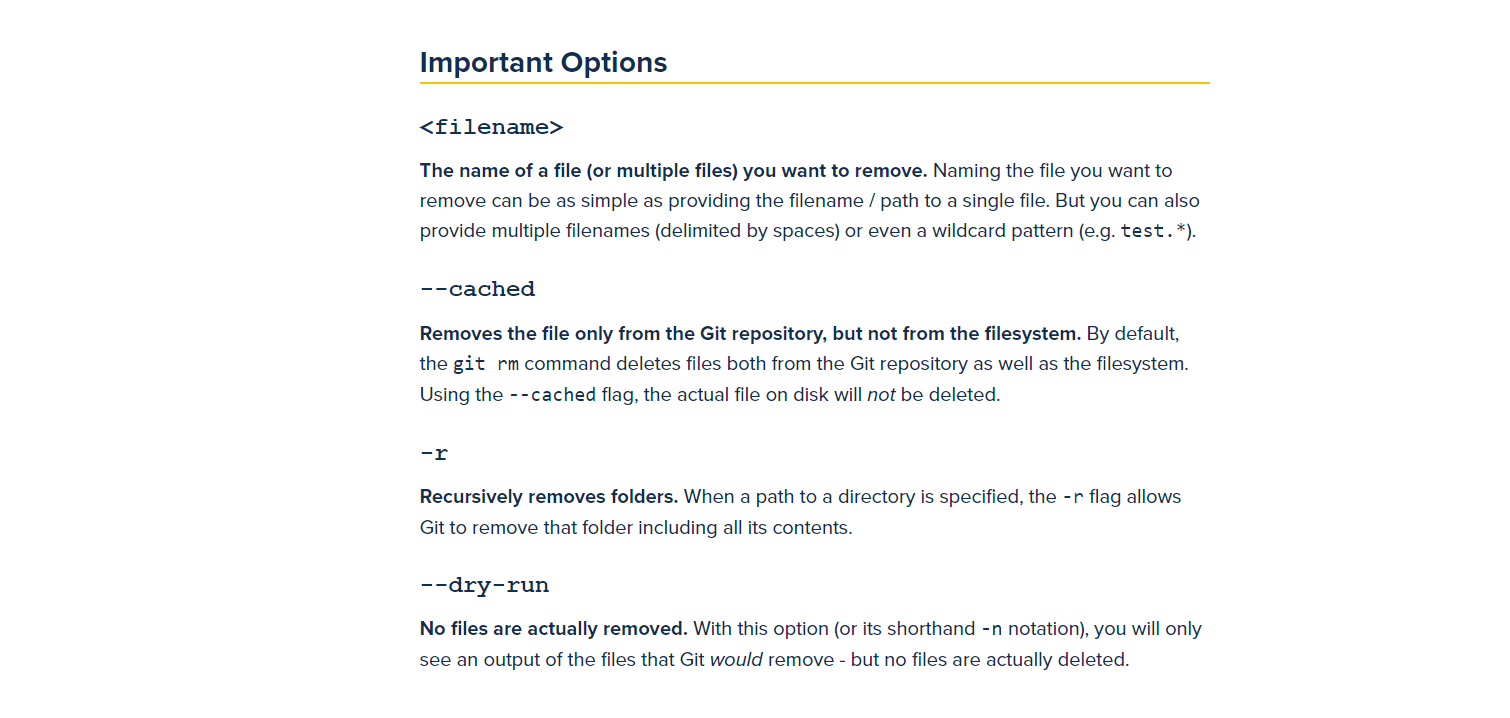 Important Options
<filename>
The name of a file (or multiple files) you want to remove. Naming the file you want to
remove can be as simple as providing the filename / path to a single file. But you can also
provide multiple filenames (delimited by spaces) or even a wildcard pattern (e.g. test.*).
--cached
Removes the file only from the Git repository, but not from the filesystem. By default,
the git rm command deletes files both from the Git repository as well as the filesystem.
Using the --cached flag, the actual file on disk will not be deleted.
-r
Recursively removes folders. When a path to a directory is specified, the -r flag allows
Git to remove that folder including all its contents.
--dry-run
No files are actually removed. With this option (or its shorthand -n notation), you will only
see an output of the files that Git would remove - but no files are actually deleted.